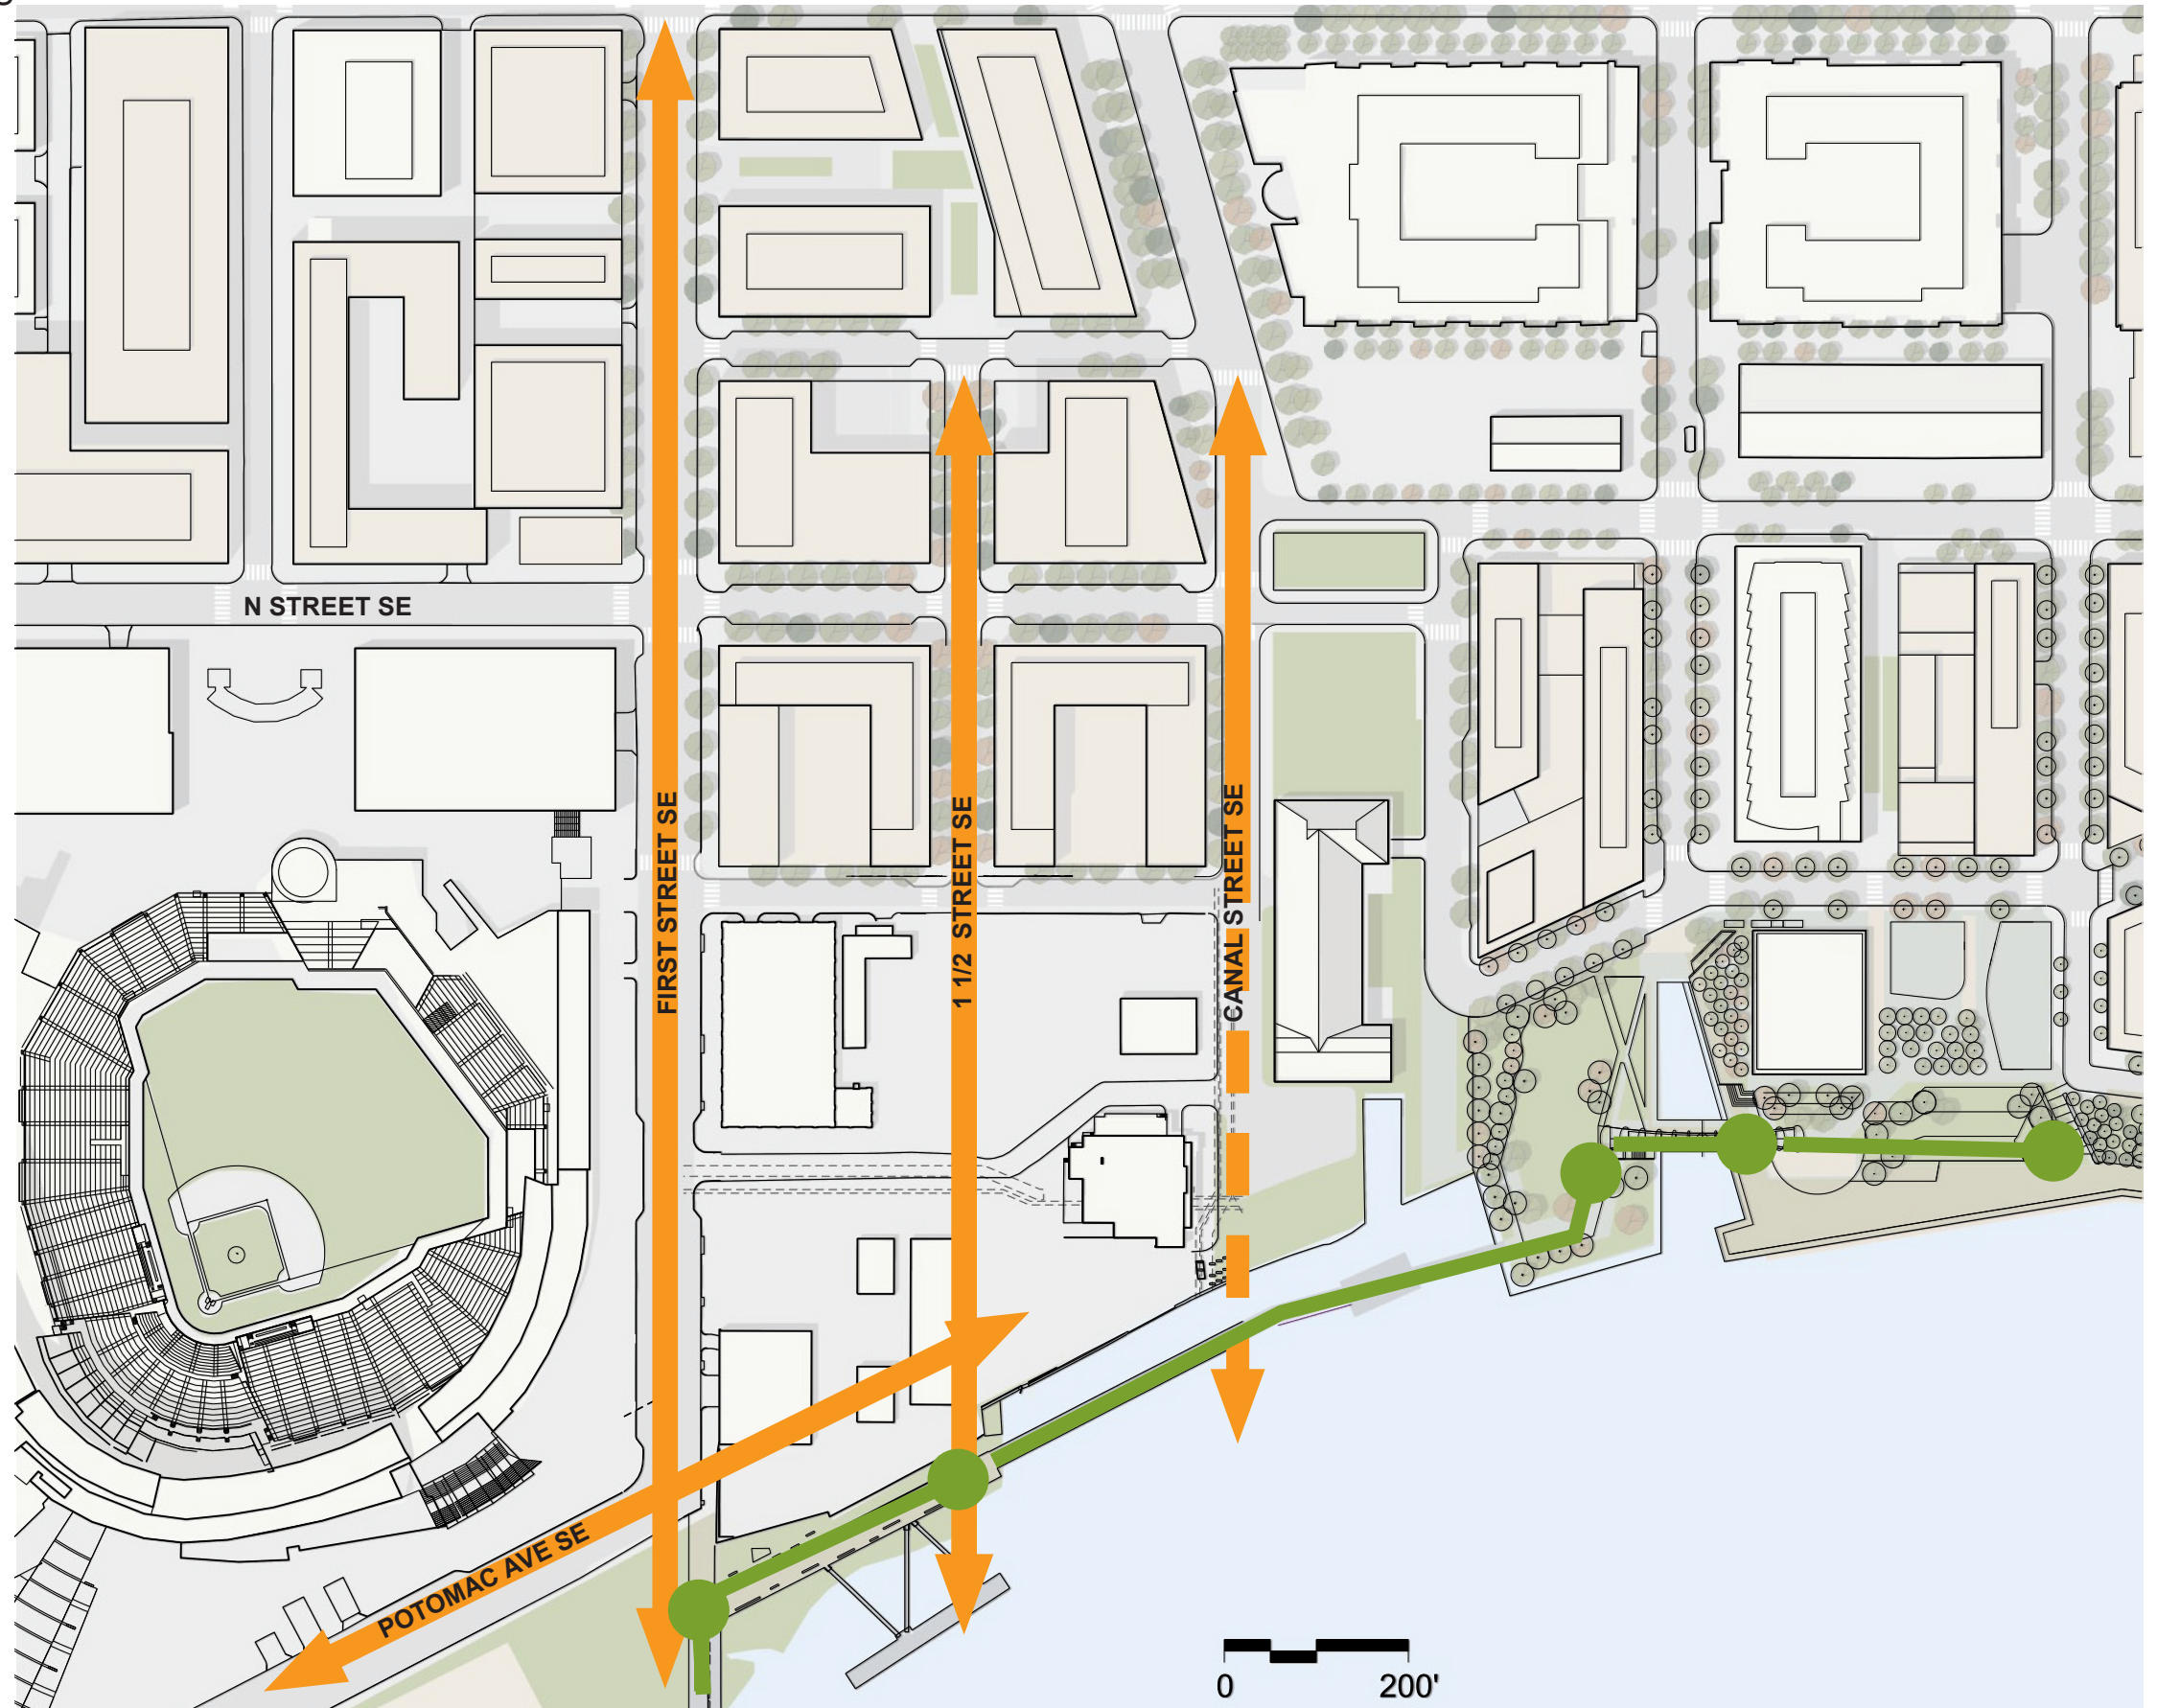 N STREET SE
FIRST STREET SE
1 1/2 STREET SE
CANAL STREET SE
POTOMAC AVE SE
0 200'